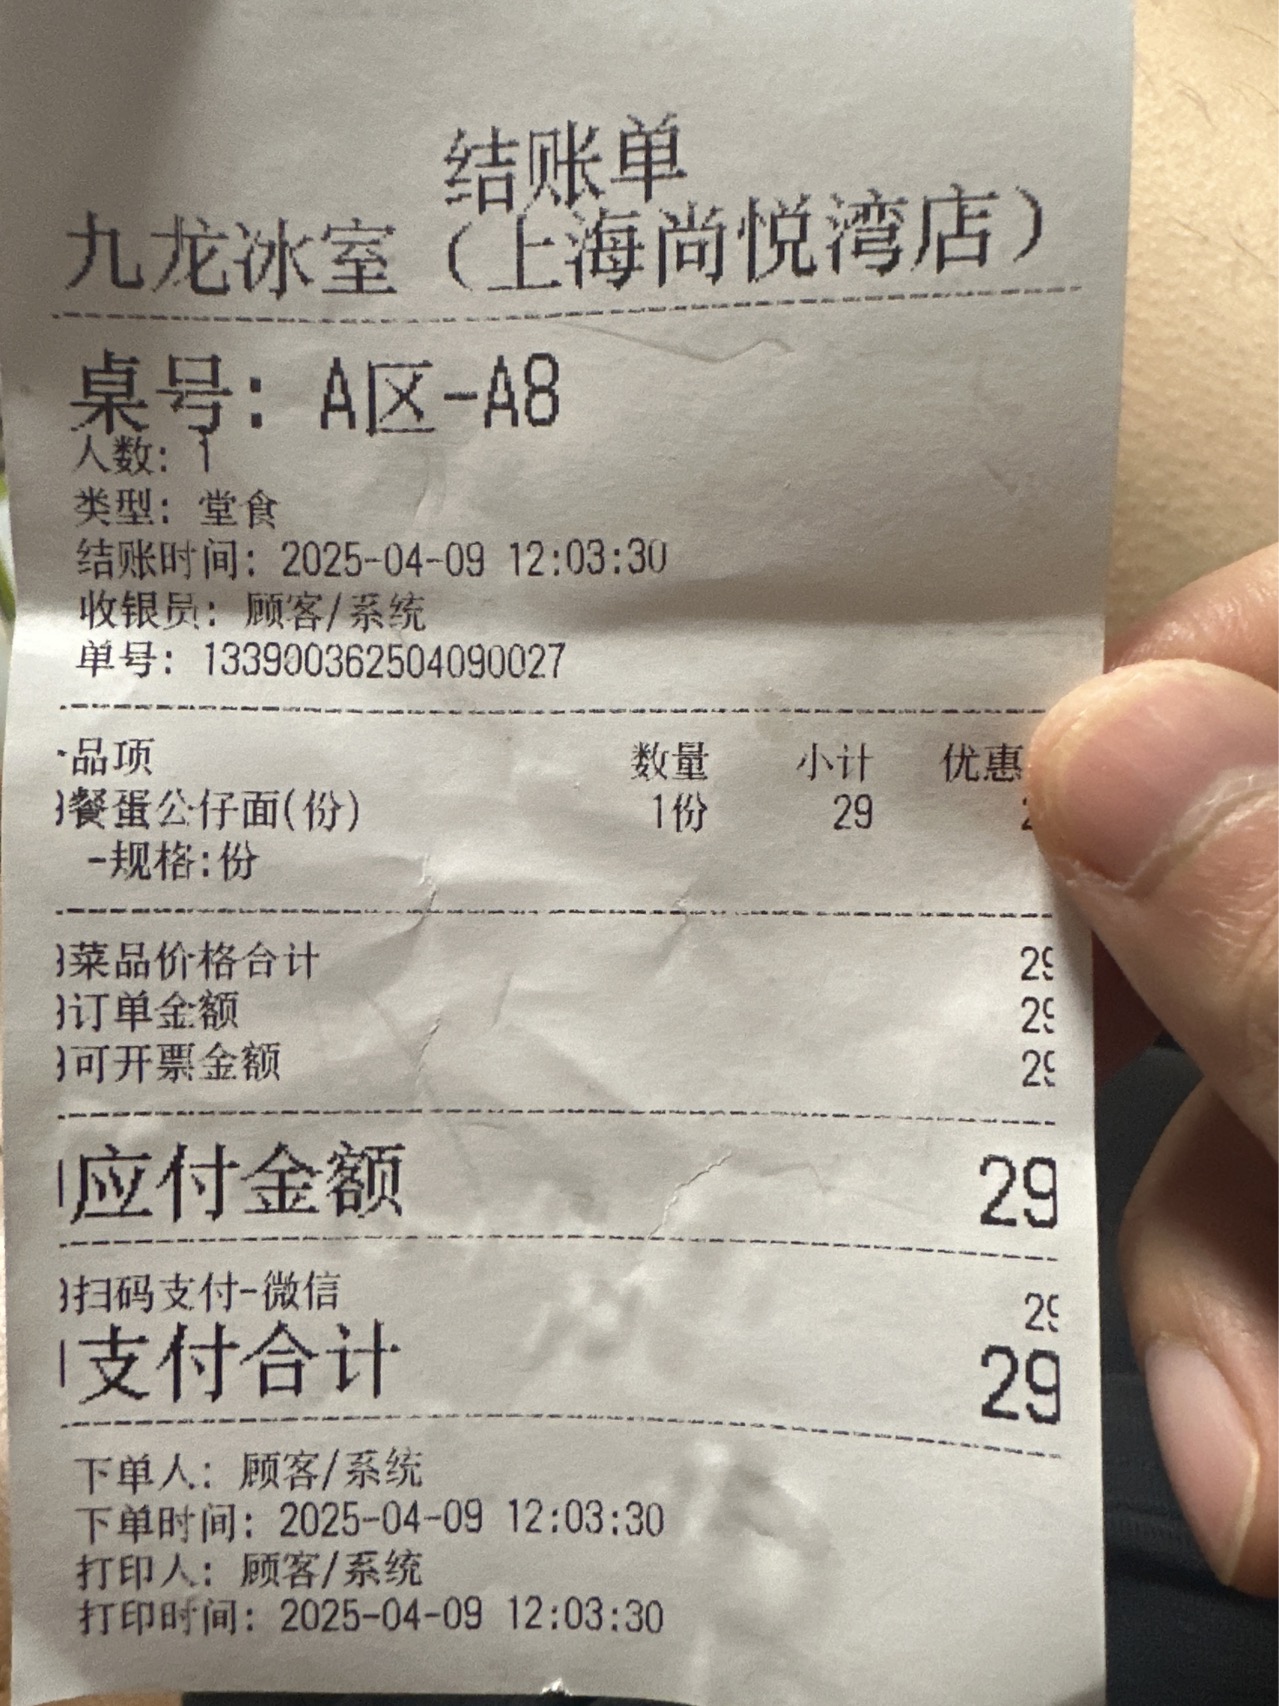 结账单
九龙冰室（上海尚悦湾店）
桌号：A区-A8
人数：1
类型：堂食
结账时间：2025-04-09 12:03:30
收银员：顾客/系统
单号：133900362504090027
品项 数量 小计 优惠
餐蛋公仔面(份) 1份 29
-规格:份
菜品价格合计 29
订单金额 29
可开票金额 29
应付金额 29
扫码支付-微信 29
支付合计 29
下单人：顾客/系统
下单时间：2025-04-09 12:03:30
打印人：顾客/系统
打印时间：2025-04-09 12:03:30